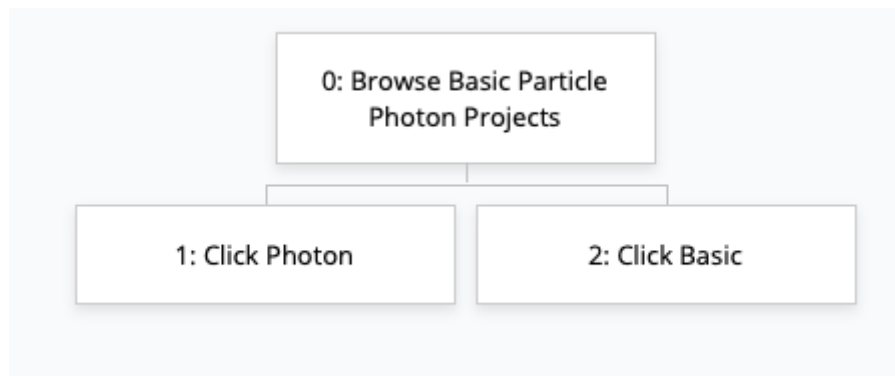 0: Browse Basic Particle
Photon Projects
1: Click Photon
2: Click Basic